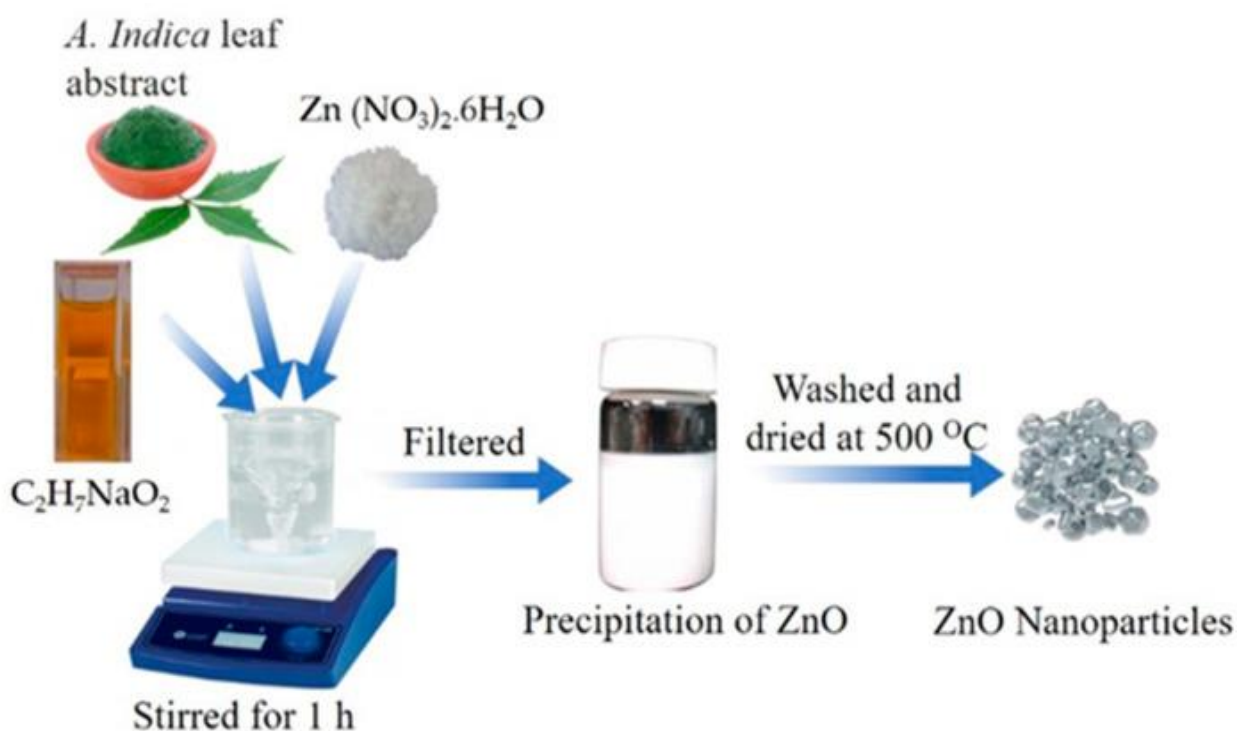 A. Indica leaf
abstract
Zn (NO₃)₂.6H₂O
C₂H₇NaO₂
Filtered
Washed and
dried at 500 ᴼC
Precipitation of ZnO
ZnO Nanoparticles
Stirred for 1 h